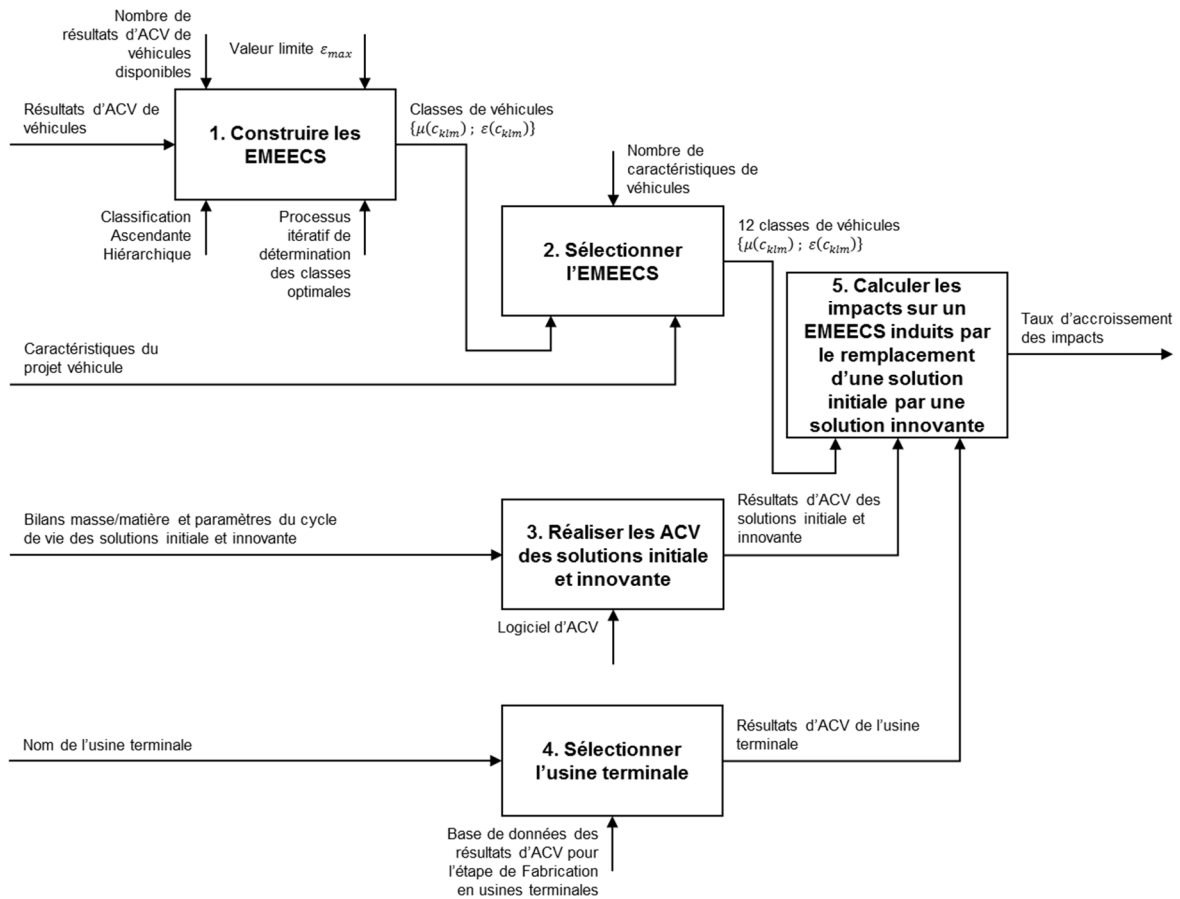 Nombre de
résultats d'ACV de
véhicules
disponibles
Valeur limite ε_max
Résultats d'ACV de
véhicules
1. Construire les
EMEECS
Classes de véhicules
{μ(c_klm) ; ε(c_klm)}
Classification
Ascendante
Hiérarchique
Processus
itératif de
détermination
des classes
optimales
Nombre de
caractéristiques de
véhicules
2. Sélectionner
l'EMEECS
12 classes de véhicules
{μ(c_klm) ; ε(c_klm)}
Caractéristiques du
projet véhicule
5. Calculer les
impacts sur un
EMEECS induits par
le remplacement
d'une solution
initiale par une
solution innovante
Taux d'accroissement
des impacts
Bilans masse/matière et paramètres du cycle
de vie des solutions initiale et innovante
3. Réaliser les ACV
des solutions initiale
et innovante
Résultats d'ACV des
solutions initiale et
innovante
Logiciel d'ACV
Nom de l'usine terminale
4. Sélectionner
l'usine terminale
Résultats d'ACV de l'usine
terminale
Base de données des
résultats d'ACV pour
l'étape de Fabrication
en usines terminales